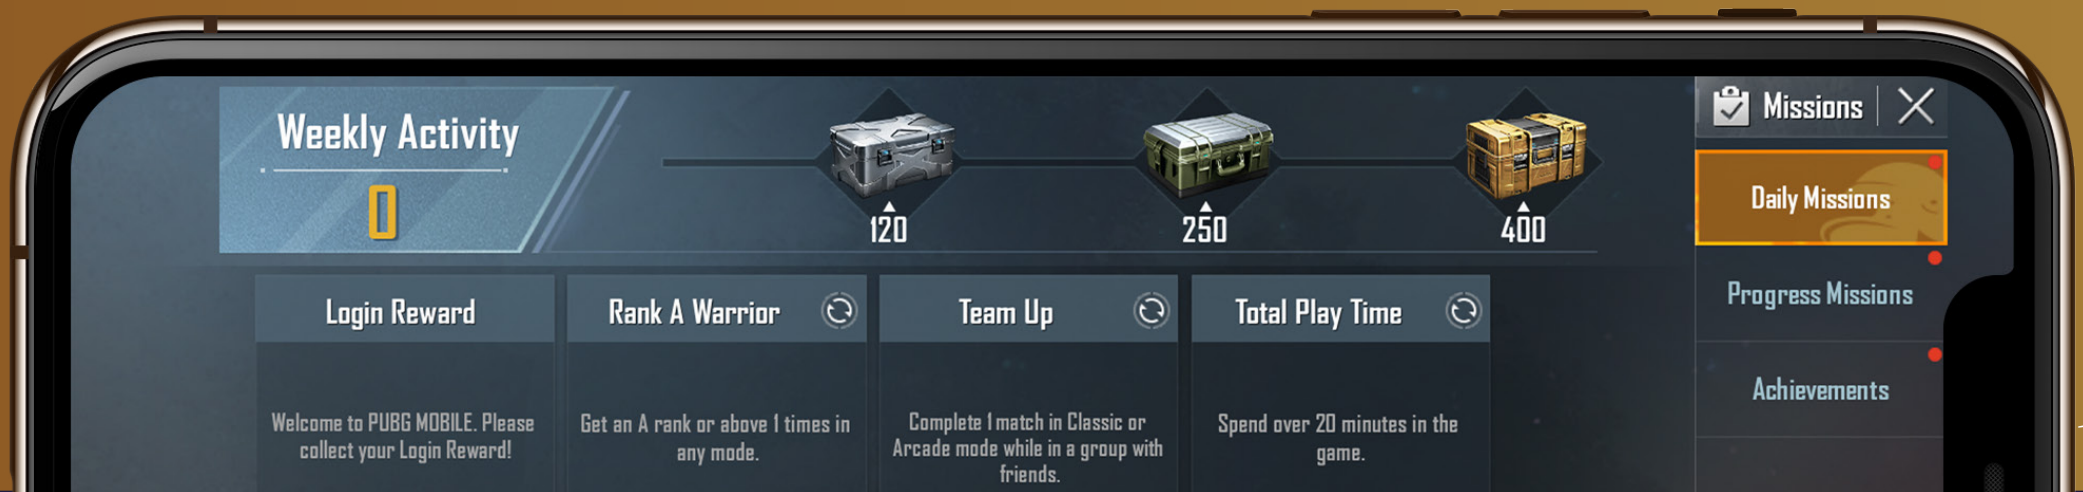 Weekly Activity
0
120
250
400
Missions
Daily Missions
Progress Missions
Achievements
Login Reward
Welcome to PUBG MOBILE. Please
collect your Login Reward!
Rank A Warrior
Get an A rank or above 1 times in
any mode.
Team Up
Complete 1 match in Classic or
Arcade mode while in a group with
friends.
Total Play Time
Spend over 20 minutes in the
game.